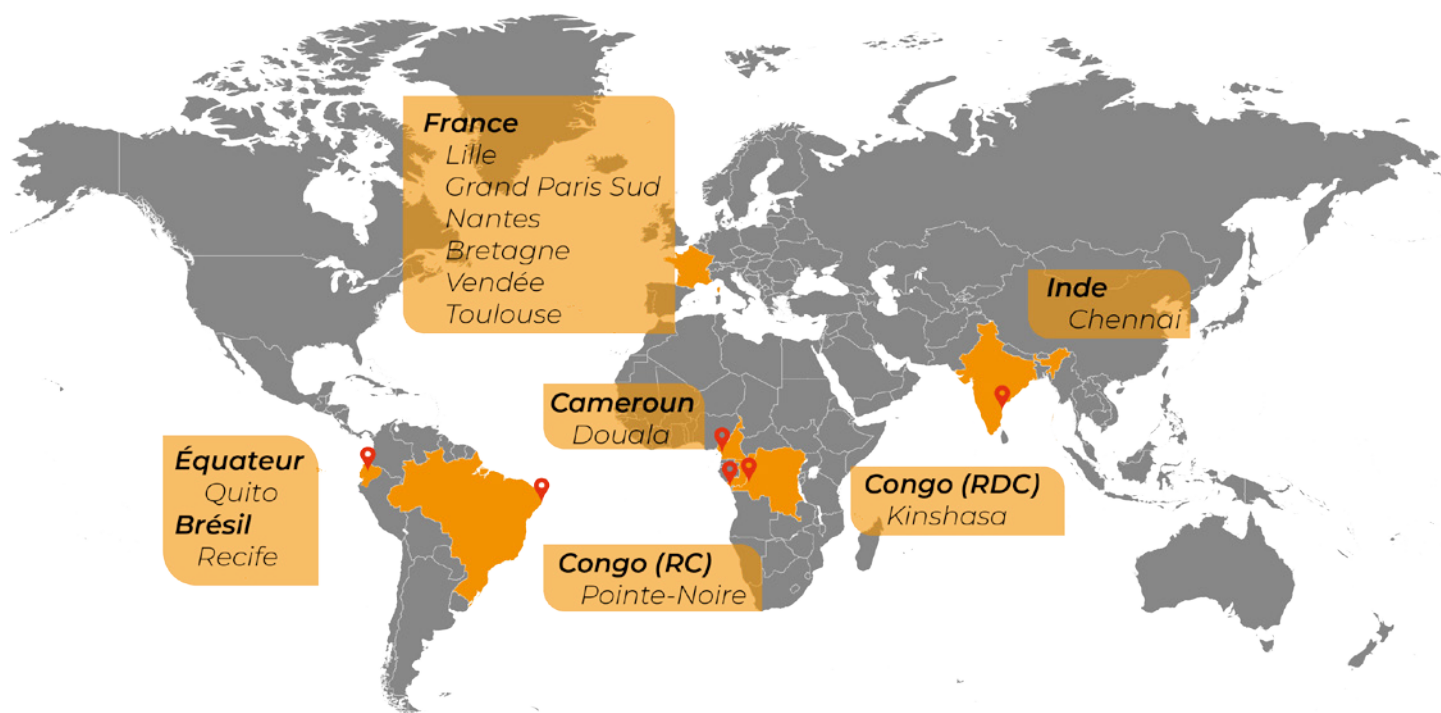 France
Lille
Grand Paris Sud
Nantes
Bretagne
Vendée
Toulouse
Inde
Chennai
Cameroun
Douala
Équateur
Quito
Brésil
Recife
Congo (RDC)
Kinshasa
Congo (RC)
Pointe-Noire